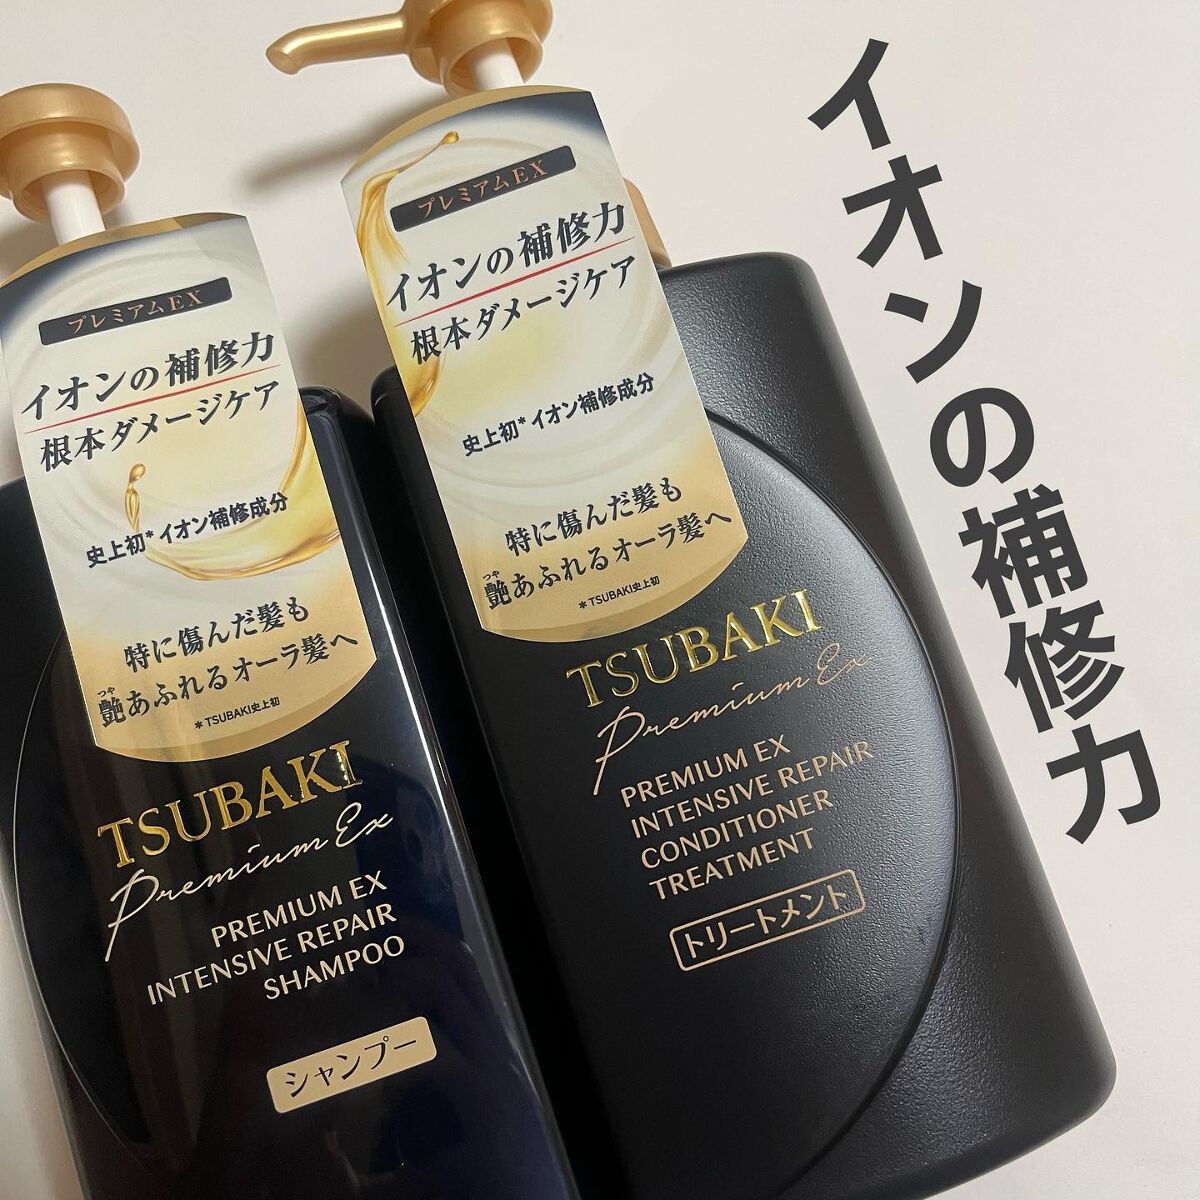 プレミアムEX
イオンの補修力
根本ダメージケア
史上初*イオン補修成分
特に傷んだ髪も
つや
艶あふれるオーラ髪へ
*TSUBAKI史上初
TSUBAKI
Premium Ex
PREMIUM EX
INTENSIVE REPAIR
SHAMPOO
シャンプー
プレミアムEX
イオンの補修力
根本ダメージケア
史上初*イオン補修成分
特に傷んだ髪も
つや
艶あふれるオーラ髪へ
*TSUBAKI史上初
TSUBAKI
Premium Ex
PREMIUM EX
INTENSIVE REPAIR
CONDITIONER
TREATMENT
トリートメント
イオンの補修力